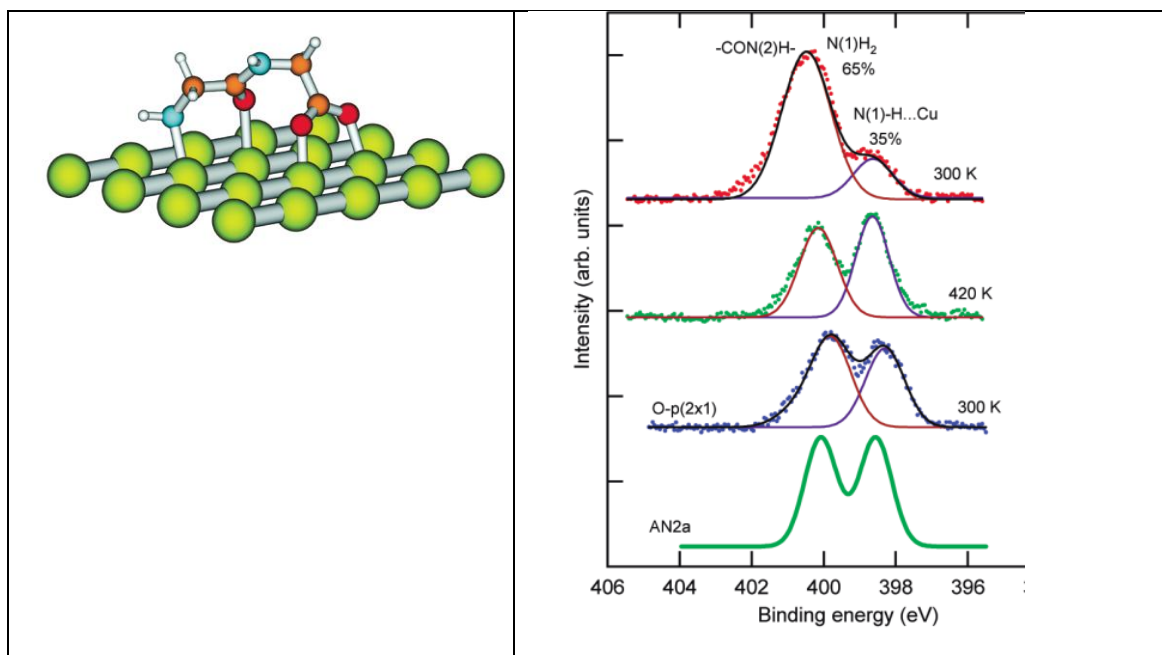 -CON(2)H-
N(1)H₂
65%
N(1)-H...Cu
35%
300 K
420 K
O-p(2x1)
300 K
AN2a
Intensity (arb. units)
406 404 402 400 398 396
Binding energy (eV)